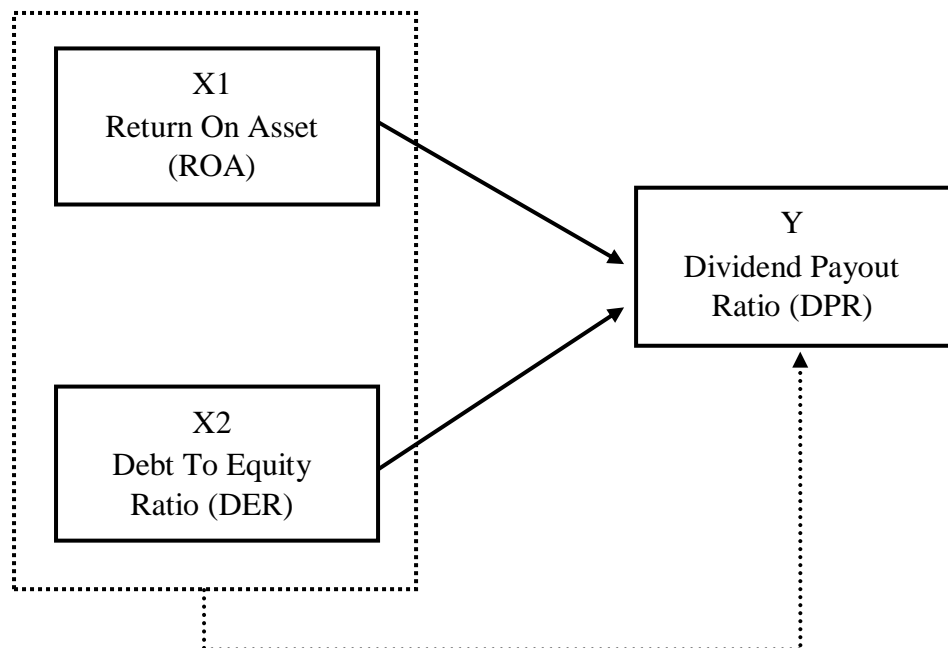 X1
Return On Asset
(ROA)
Y
Dividend Payout
Ratio (DPR)
X2
Debt To Equity
Ratio (DER)